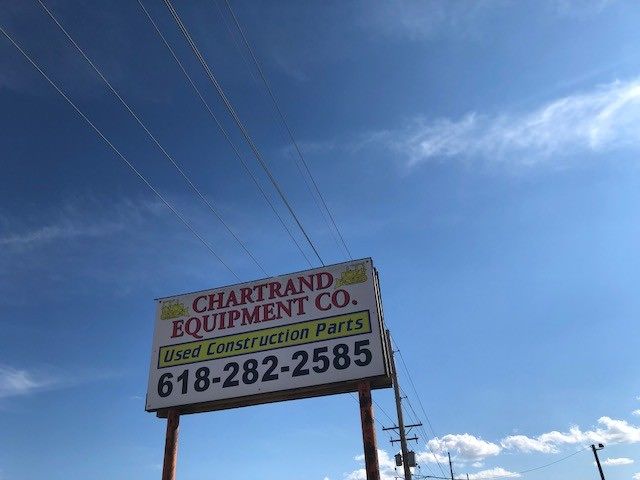 CHARTRAND
EQUIPMENT CO.
Used Construction Parts
618-282-2585